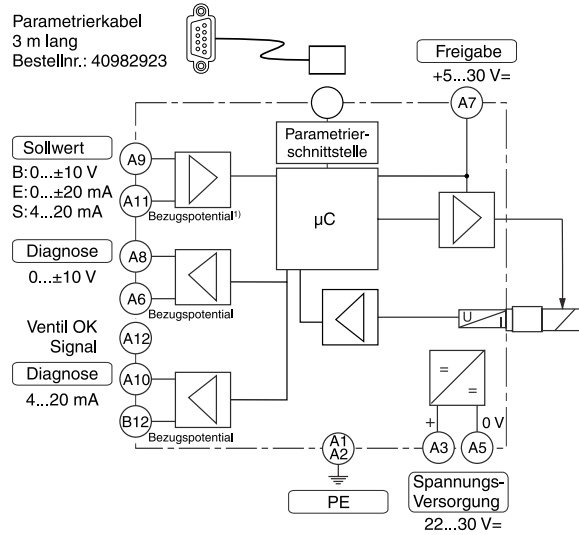 Parametrierkabel
3 m lang
Bestellnr.: 40982923
Freigabe
+5...30 V=
A7
Parametrier-
schnittstelle
Sollwert
B: 0...±10 V
E: 0...±20 mA
S: 4...20 mA
A9
A11
Bezugspotential¹⁾
µC
Diagnose
0...±10 V
A8
A6
Bezugspotential
U
I
Ventil OK
Signal
A12
Diagnose
4...20 mA
A10
B12
Bezugspotential
=
=
+
0 V
A3
A5
A1
A2
PE
Spannungs-
Versorgung
22...30 V=